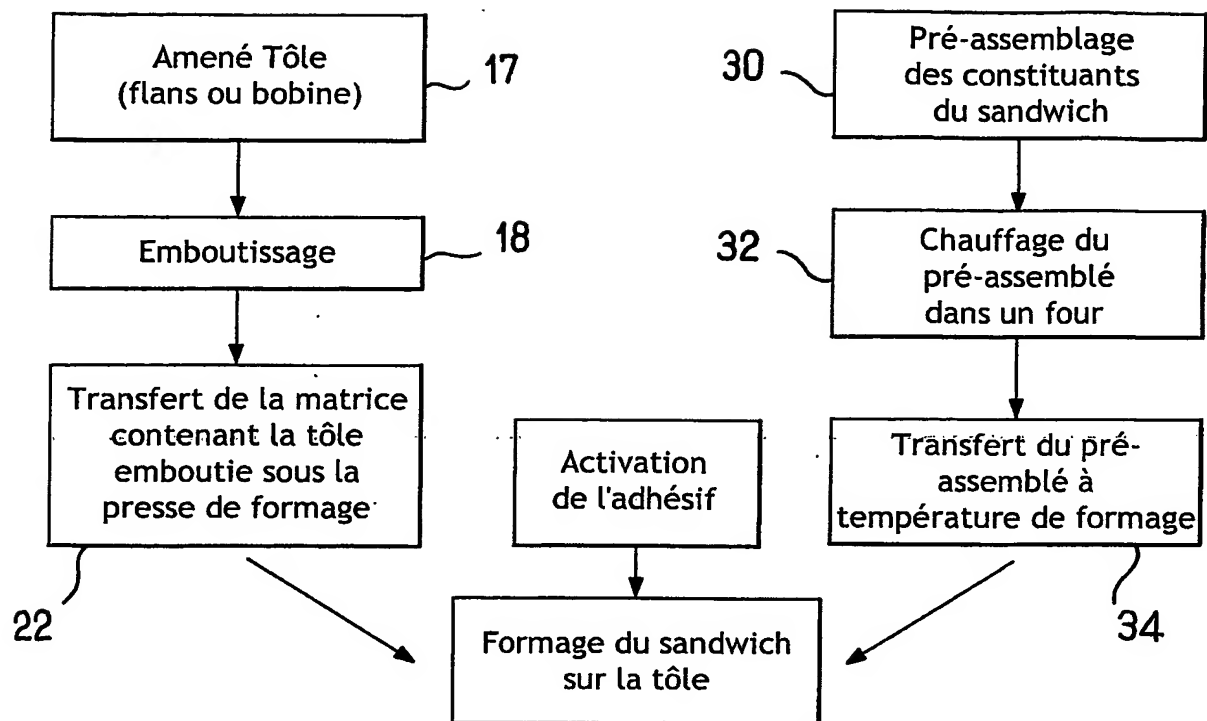 Amené Tôle
(flans ou bobine)
17
Emboutissage
18
Transfert de la matrice
contenant la tôle
emboutie sous la
presse de formage
22
Activation
de l'adhésif
30
Pré-assemblage
des constituants
du sandwich
32
Chauffage du
pré-assemblé
dans un four
Transfert du pré-
assemblé à
température de formage
34
Formage du sandwich
sur la tôle